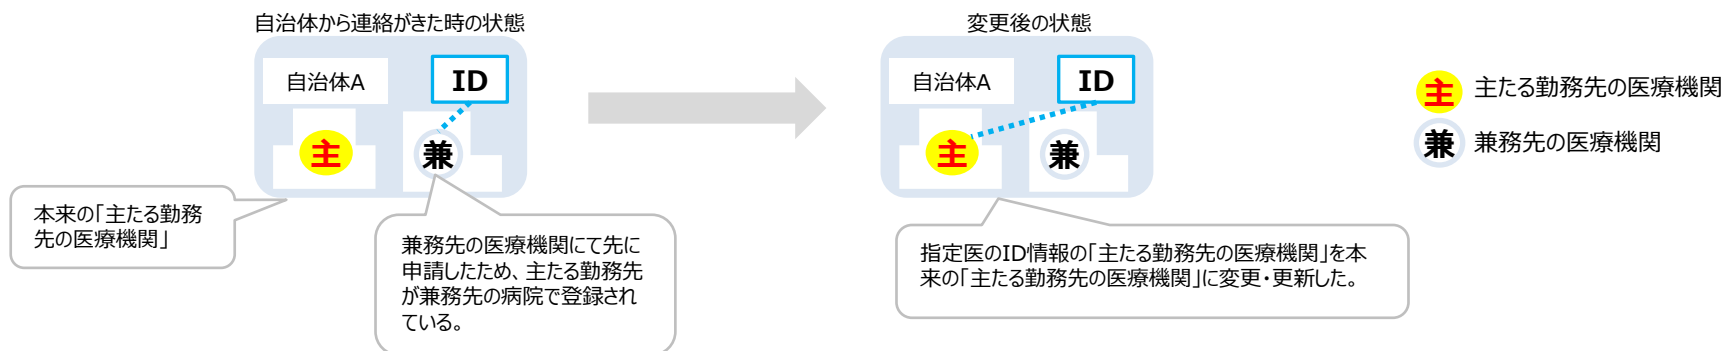 自治体から連絡がきた時の状態
自治体A
ID
主
兼
本来の「主たる勤務
先の医療機関」
兼務先の医療機関にて先に
申請したため、主たる勤務先
が兼務先の病院で登録され
ている。
変更後の状態
自治体A
ID
主
兼
指定医のID情報の「主たる勤務先の医療機関」を本
来の「主たる勤務先の医療機関」に変更・更新した。
主 主たる勤務先の医療機関
兼 兼務先の医療機関